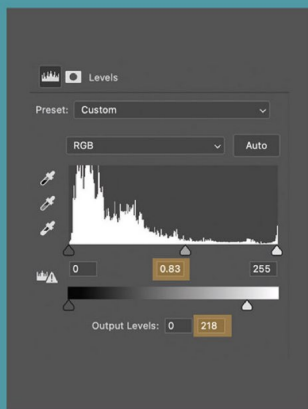 Levels
Preset: Custom
RGB Auto
0 0.83 255
Output Levels: 0 218